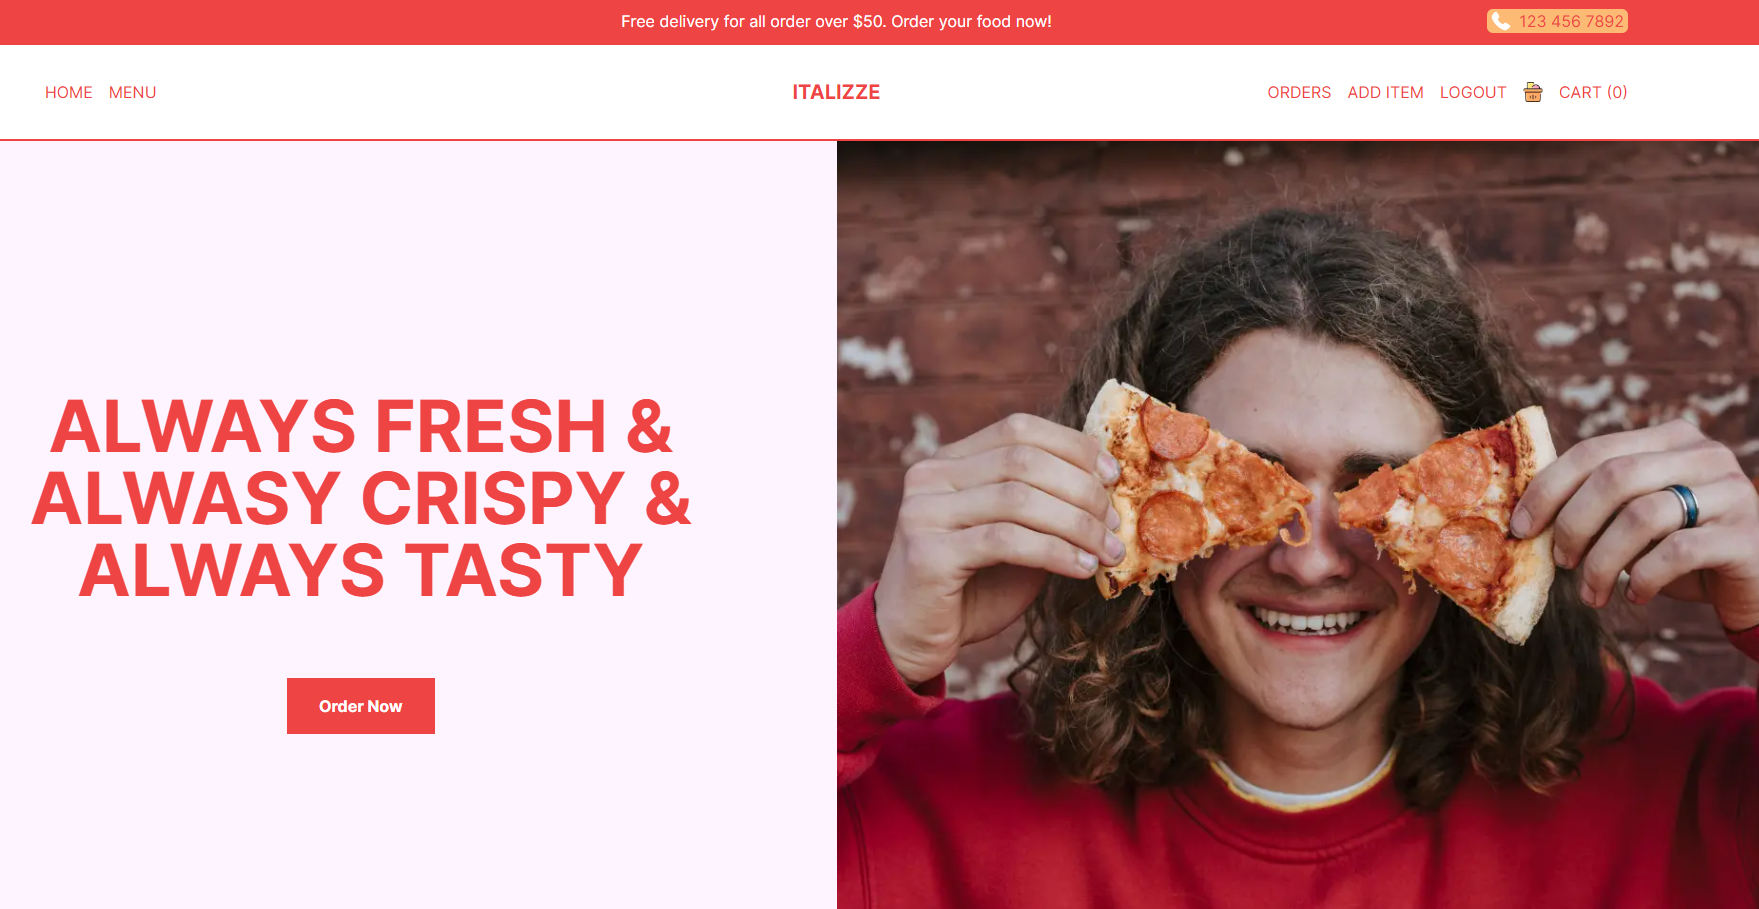 Free delivery for all order over $50. Order your food now!
123 456 7892
HOME MENU
ITALIZZE
ORDERS ADD ITEM LOGOUT CART (0)
ALWAYS FRESH &
ALWASY CRISPY &
ALWAYS TASTY
Order Now